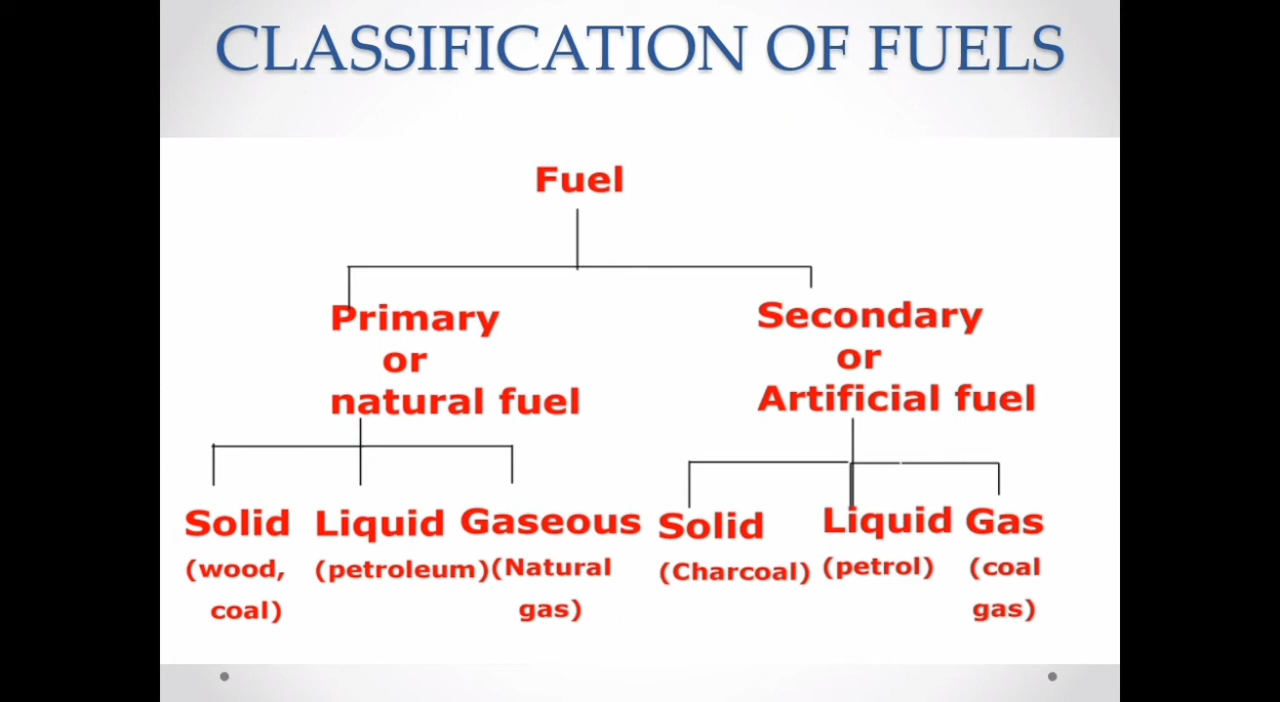 CLASSIFICATION OF FUELS
Fuel
Primary
or
natural fuel
Secondary
or
Artificial fuel
Solid
(wood,
coal)
Liquid
(petroleum)
Gaseous
(Natural
gas)
Solid
(Charcoal)
Liquid
(petrol)
Gas
(coal
gas)